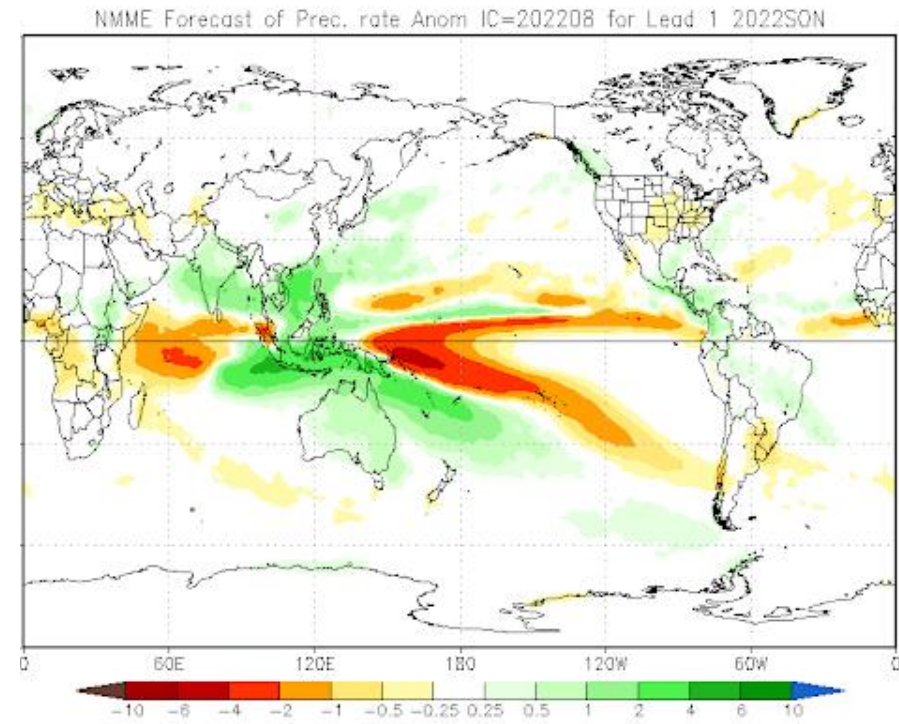 NMME Forecast of Prec. rate Anom IC=202208 for Lead 1 2022SON
0 60E 120E 180 120W 60W 0
-10 -6 -4 -2 -1 -0.5 -0.25 0.25 0.5 1 2 4 6 10